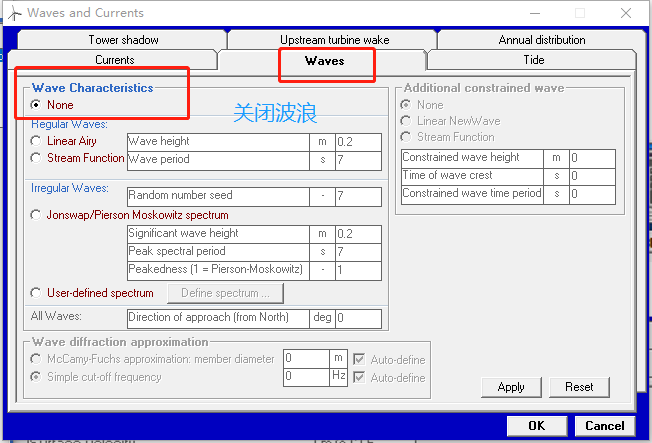 Waves and Currents
Tower shadow
Upstream turbine wake
Annual distribution
Currents
Waves
Tide
Wave Characteristics
None
关闭波浪
Regular Waves:
Linear Airy
Wave height m 0.2
Stream Function
Wave period s 7
Irregular Waves:
Random number seed - 7
Jonswap/Pierson Moskowitz spectrum
Significant wave height m 0.2
Peak spectral period s 7
Peakedness (1 = Pierson-Moskowitz) - 1
User-defined spectrum
Define spectrum ...
All Waves:
Direction of approach (from North) deg 0
Additional constrained wave
None
Linear NewWave
Stream Function
Constrained wave height m 0
Time of wave crest s 0
Constrained wave time period s 0
Wave diffraction approximation
McCamy-Fuchs approximation: member diameter 0 m Auto-define
Simple cut-off frequency 0 Hz Auto-define
Apply
Reset
OK
Cancel